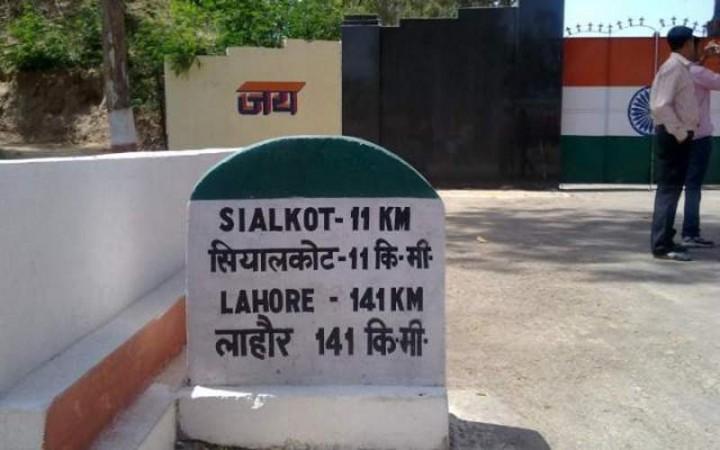 जय
SIALKOT- 11 KM
सियालकोट-11 कि·मी·
LAHORE - 141 KM
लाहौर 141 कि·मी·